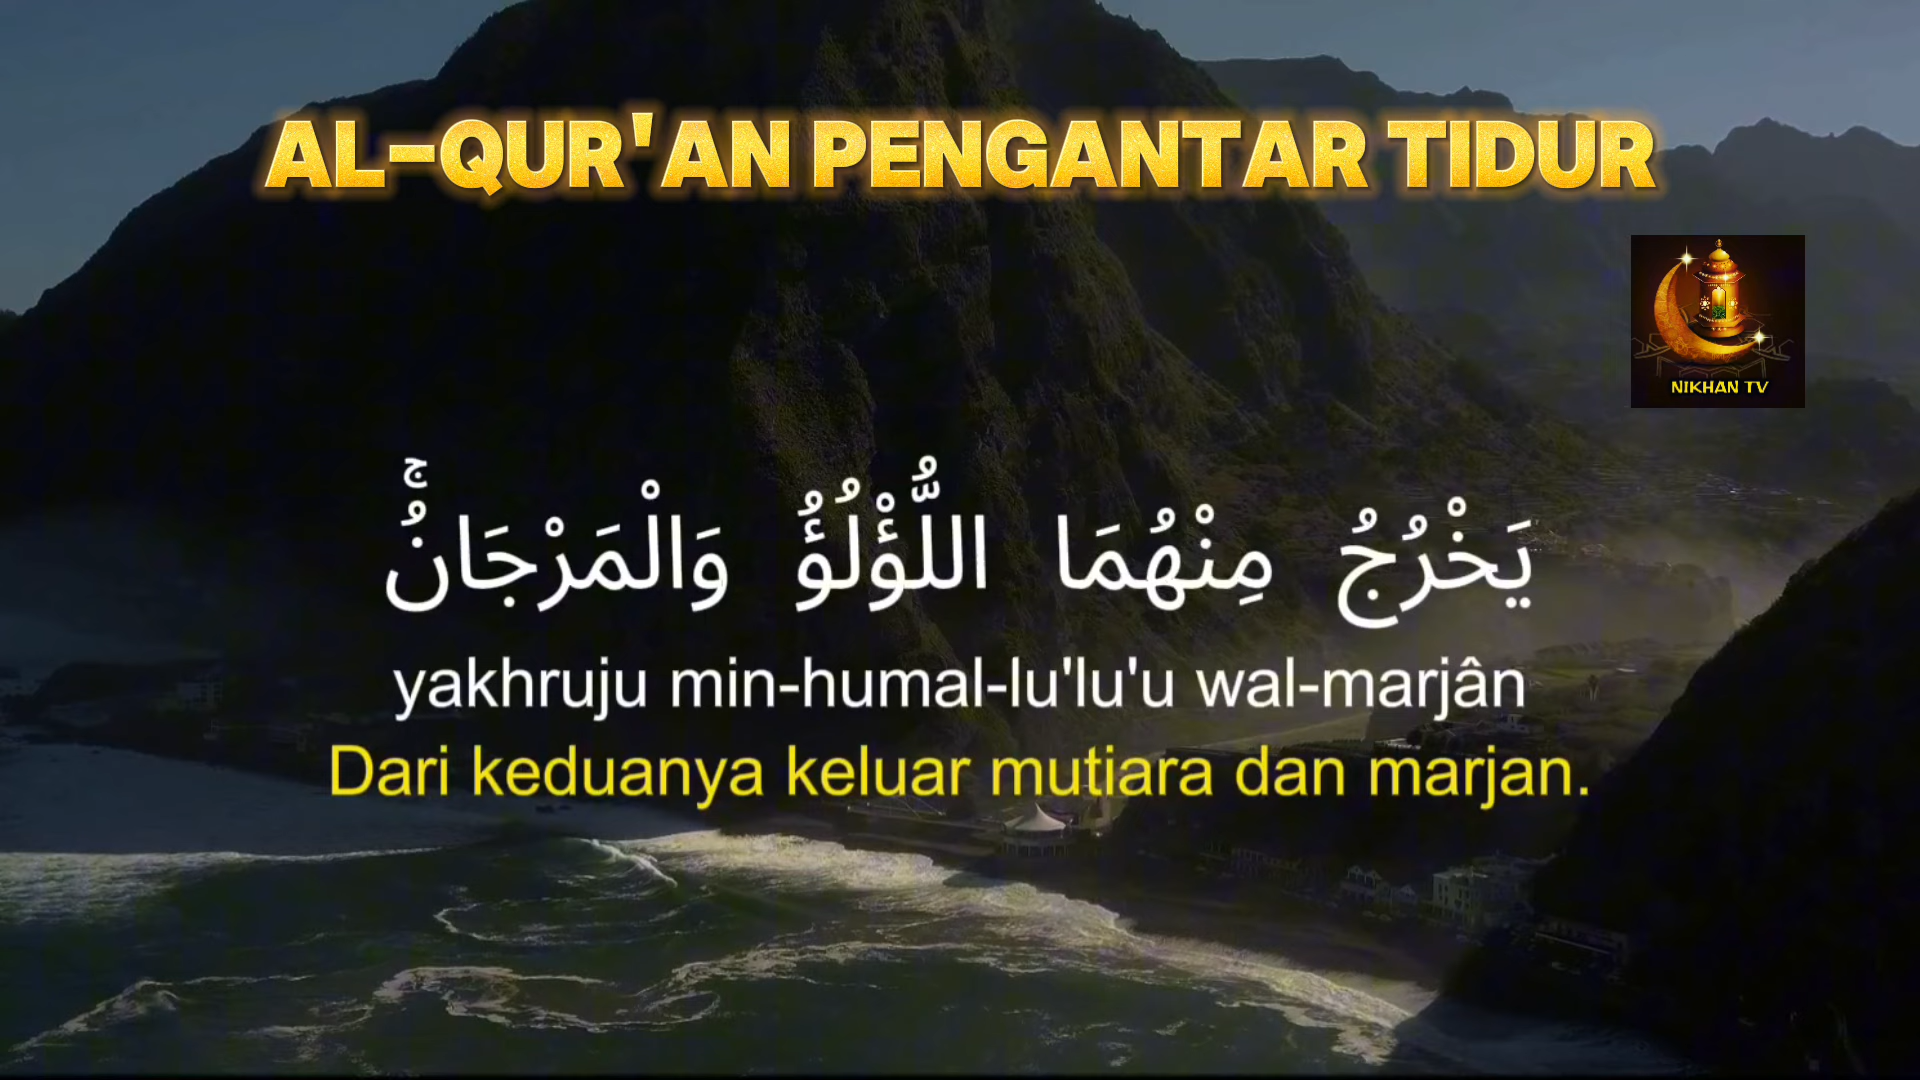 AL-QUR'AN PENGANTAR TIDUR
NIKHAN TV
يَخْرُجُ مِنْهُمَا اللُّؤْلُؤُ وَالْمَرْجَانُۚ
yakhruju min-humal-lu'lu'u wal-marjân
Dari keduanya keluar mutiara dan marjan.